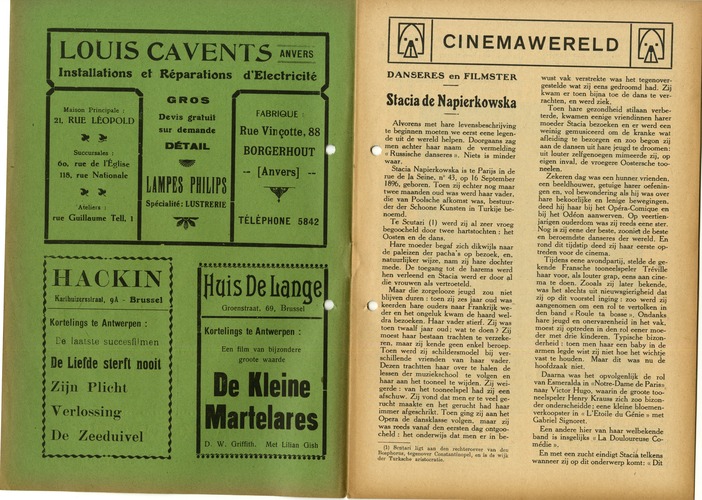 LOUIS CAVENTS ANVERS
Installations et Réparations d'Electricité
Maison Principale :
21, RUE LÉOPOLD
Succursales :
60, rue de l'Église
118, rue Nationale
Ateliers :
rue Guillaume Tell, 1
GROS
Devis gratuit
sur demande
DÉTAIL
LAMPES PHILIPS
Spécialité: LUSTRERIE
FABRIQUE :
Rue Vinçotte, 88
BORGERHOUT
- [Anvers] -
TÉLÉPHONE 5842
HACKIN
Karthuizersstraat, 9A - Brussel
Kortelings te Antwerpen :
De laatste succesfilmen
De Liefde sterft nooit
Zijn Plicht
Verlossing
De Zeeduivel
Huis De Lange
Groenstraat, 69, Brussel
Kortelings te Antwerpen :
Een film van bijzondere
groote waarde
De Kleine
Martelares
D. W. Griffith. Met Lilian Gish
CINEMAWERELD
DANSERES en FILMSTER
Stacia de Napierkowska
Alvorens met hare levensbeschrijving
te beginnen moeten we eerst eene legen-
de uit de wereld helpen. Doorgaans zag
men achter haar naam de vermelding
« Russische danseres ». Niets is minder
waar.
Stacia Napierkowska is te Parijs in de
rue de la Seine, n° 43, op 16 September
1896, geboren. Toen zij echter nog maar
twee maanden oud was werd haar vader,
die van Poolsche afkomst was, bestuur-
der der Schoone Kunsten in Turkije be-
noemd.
Te Scutari (1) werd zij al zeer vroeg
begoocheld door twee hartstochten : het
Oosten en de dans.
Hare moeder begaf zich dikwijls naar
de paleizen der pacha's op bezoek, en,
natuurlijker wijze, nam zij hare dochter
mede. De toegang tot de harems werd
hen verleend en Stacia werd er door al
die vrouwen als vertroeteld.
Maar die zorgelooze jeugd zou niet
blijven duren : toen zij zes jaar oud was
keerden hare ouders naar Frankrijk we-
der en het ongeluk kwam de haard wel-
dra bezoeken. Haar vader stierf. Zij was
toen twaalf jaar oud; wat te doen ? Zij
moest haar bestaan trachten te verzeke-
ren, maar zij kende geen enkel beroep.
Toen werd zij schildersmodel bij ver-
schillende vrienden van haar vader.
Dezen trachtten haar over te halen de
lessen der muziekschool te volgen en
haar aan het tooneel te wijden. Zij wei-
gerde : van het tooneelspel had zij een
afschuw. Zij vond dat men er te veel ge-
rucht maakte en het gerucht had haar
immer afgeschrikt. Toen ging zij aan het
Opera de dansklasse volgen, maar zij
was reeds vanaf den eersten dag ontgoo-
cheld : het onderwijs dat men er in be-
(1) Scutari ligt aan den rechteroever van den
Bosphorus, tegenover Constantinopel, en is de wijk
der Turksche aristocratie.
wust vak verstrekte was het tegenover-
gestelde wat zij eens gedroomd had. Zij
kwam er toen bijna toe de dans te ver-
rachten, en werd ziek.
Toen hare gezondheid stilaan verbe-
terde, kwamen eenige vriendinnen harer
moeder Stacia bezoeken en er werd een
weinig gemusiceerd om de kranke wat
afleiding te bezorgen en zoo begon zij
aan de dansen uit hare jeugd te droomen:
uit louter zelfgenoegen mimeerde zij, op
eigen inval, de vroegere Oostersche too-
neelen.
Zekeren dag was een hunner vrienden,
een beeldhouwer, getuige harer oefenin-
gen en, vol bewondering als hij was over
hare bekoorlijke en lenige bewegingen,
deed hij haar bij het Opéra-Comique en
bij het Odéon aanwerven. Op veertien-
jarigen ouderdom was zij reeds eene ster.
Nog is zij eene der beste, zooniet de beste
en beroemdste danseres der wereld. En
rond dit tijdstip deed zij haar eerste op-
treden voor de cinema.
Tijdens eene avondpartij, stelde de ge-
kende Fransche tooneelspeler Tréville
haar voor, als louter grap, eens aan cine-
ma te doen. Zooals zij later bekende,
was het slechts uit nieuwsgierigheid dat
zij op dit voorstel inging : zoo werd zij
aangenomen om een rol te vertolken in
den band « Roule ta bosse ». Ondanks
hare jeugd en onervarenheid in het vak,
moest zij optreden in den rol eener moe-
der met drie kinderen. Typische bizon-
derheid : toen men haar een baby in de
armen legde wist zij niet hoe het wichtje
vast te houden. Maar dit was nu de
hoofdzaak niet.
Daarna was het opvolgenlijk de rol
van Esmeralda in «Notre-Dame de Paris»
naar Victor Hugo, waarin de groote too-
neelspeler Henry Krauss zich zoo bizon-
der onderscheidde; eene kleine bloemen-
verkoopster in « L'Etoile du Génie » met
Gabriel Signoret.
Een andere hier van haar welbekende
band is insgelijks « La Douloureuse Co-
médie ».
En met een zucht eindigt Stacia telkens
wanneer zij op dit onderwerp komt: « Dit